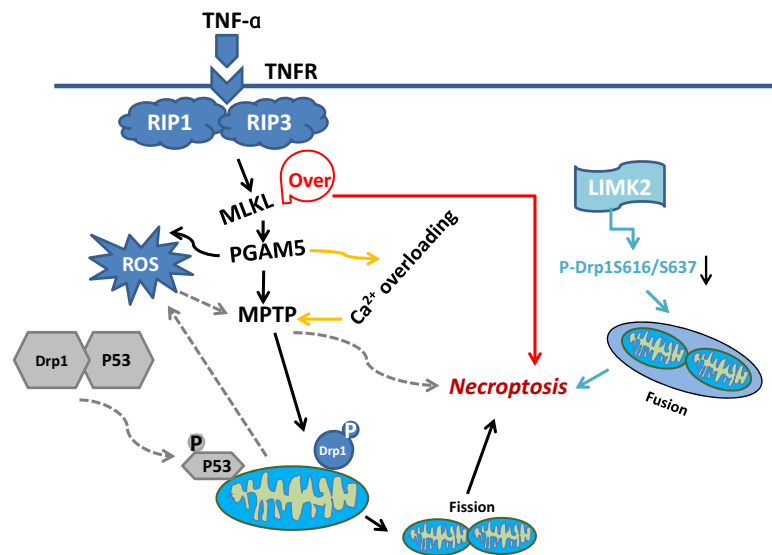 TNF-α
TNFR
RIP1
RIP3
Over
MLKL
LIMK2
PGAM5
ROS
Ca²⁺ overloading
P-Drp1S616/S637
MPTP
Drp1
P53
Necroptosis
Fusion
P
P53
P
Drp1
Fission